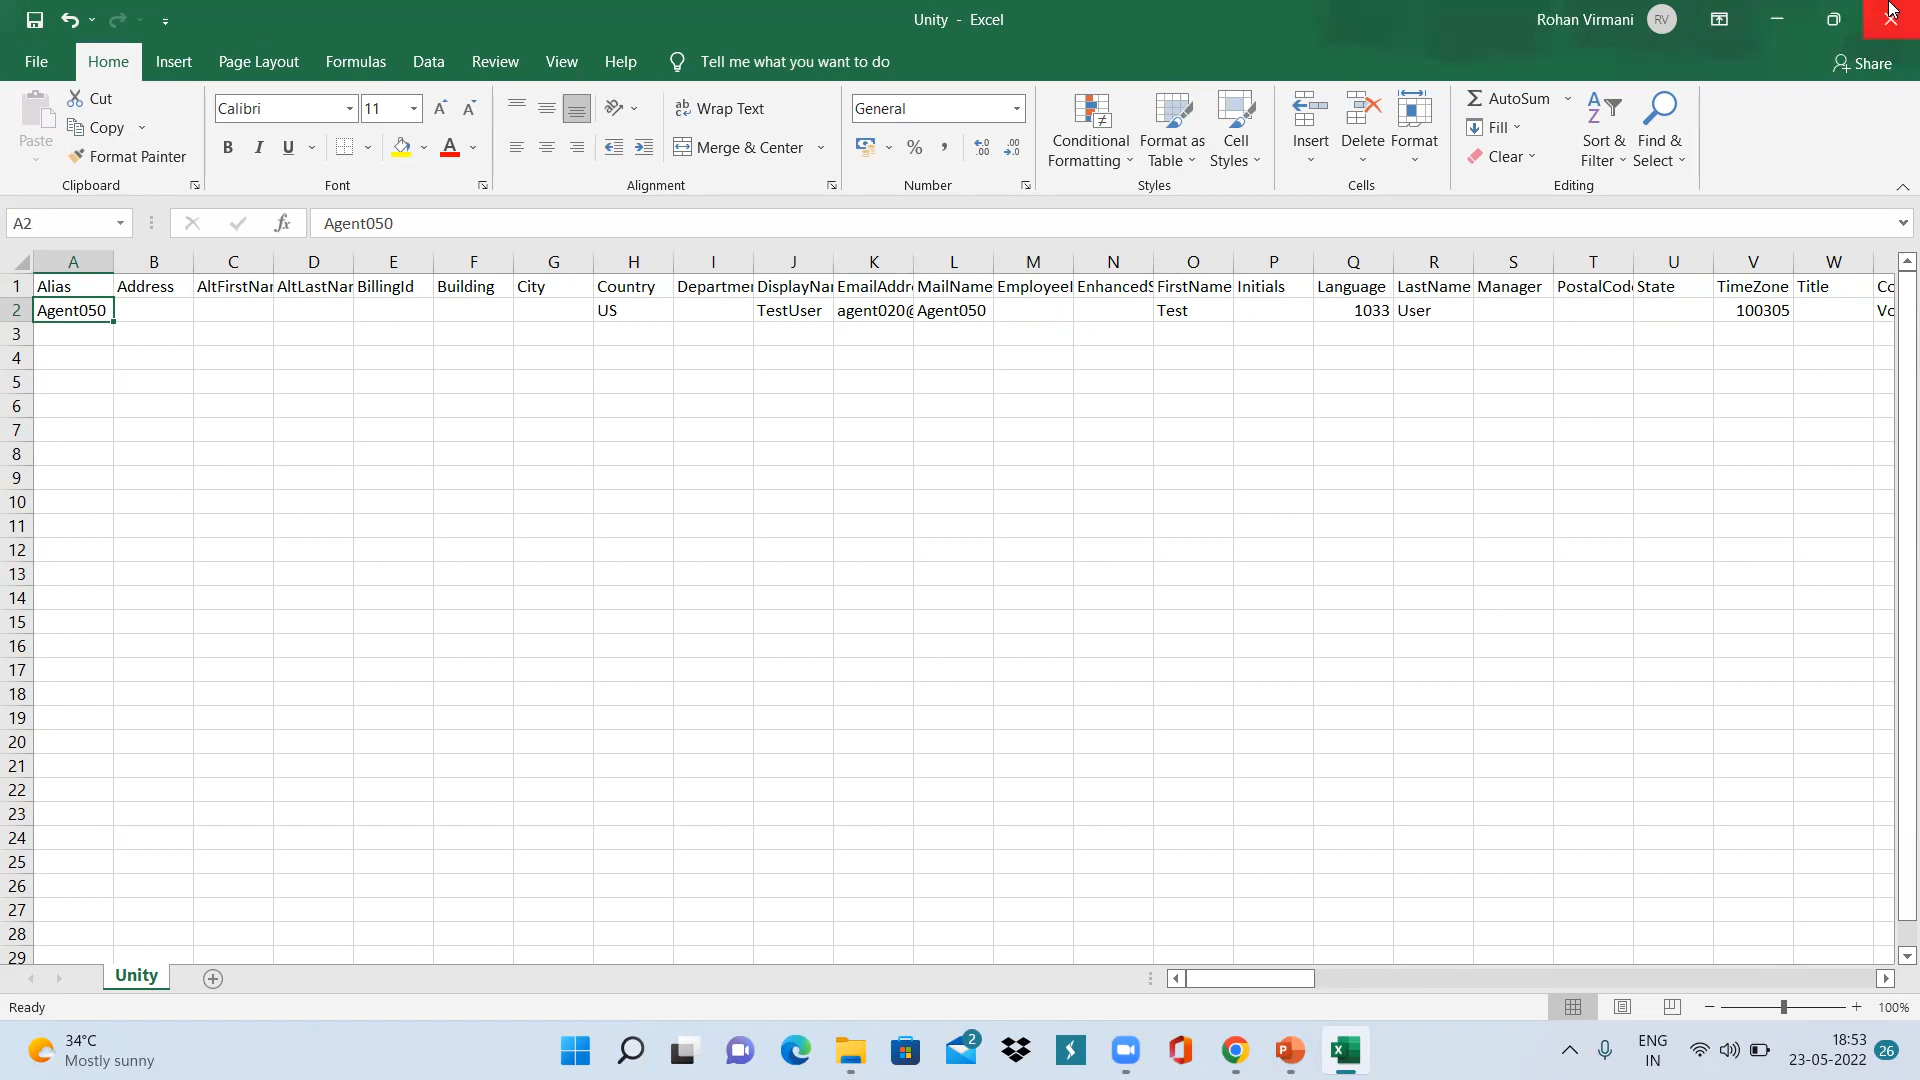 Unity - Excel
Rohan Virmani RV
File Home Insert Page Layout Formulas Data Review View Help Tell me what you want to do Share
Paste Cut Copy Format Painter Clipboard
Calibri 11 B I U A Font
Wrap Text Merge & Center Alignment
General % , Number
Conditional Formatting Format as Table Cell Styles Styles
Insert Delete Format Cells
AutoSum Fill Clear Sort & Filter Find & Select Editing
A2 fx Agent050
A B C D E F G H I J K L M N O P Q R S T U V W
1 Alias Address AltFirstNar AltLastNar BillingId Building City Country Departmer DisplayNa EmailAddre MailName EmployeeI EnhancedS FirstName Initials Language LastName Manager PostalCode State TimeZone Title Co
2 Agent050 US TestUser agent020@ Agent050 Test 1033 User 100305 Vo
3
4
5
6
7
8
9
10
11
12
13
14
15
16
17
18
19
20
21
22
23
24
25
26
27
28
29
Unity
Ready 100%
34°C
Mostly sunny
2
ENG
IN
18:53
23-05-2022
26